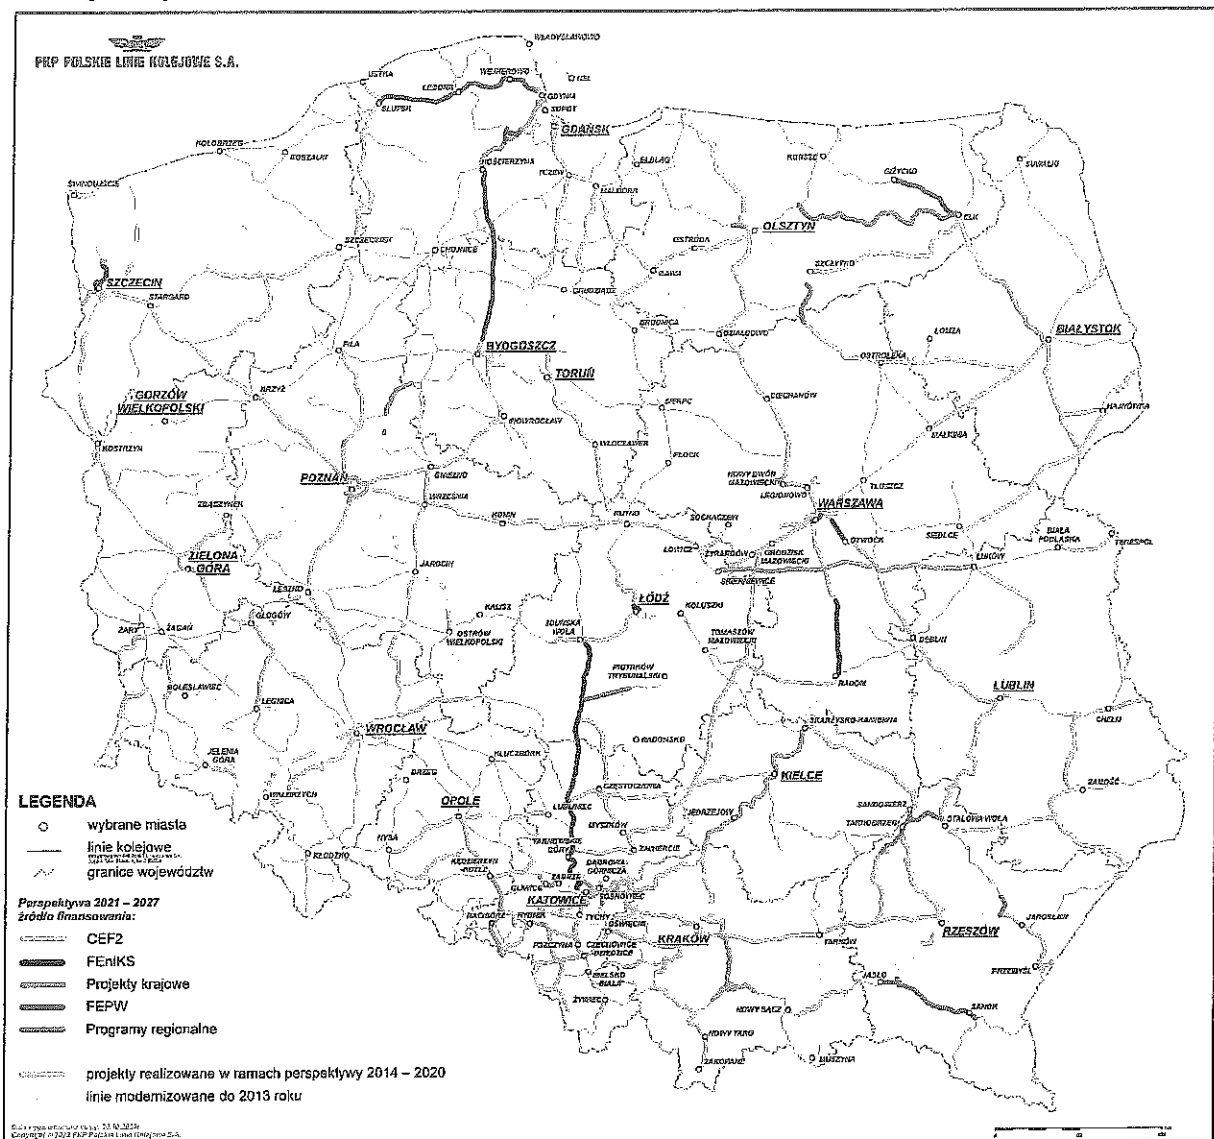 PKP POLSKIE LINIE KOLEJOWE S.A.
WŁADYSŁAWOWO
USTKA
LĘBORK
WEJHEROWO
HEL
GDYNIA
SŁUPSK
SOPOT
GDAŃSK
KOŁOBRZEG
KOSZALIN
KOŚCIERZYNA
TCZEW
ELBLĄG
KORSZE
GIŻYCKO
SUWAŁKI
ŚWINOUJŚCIE
MALBORK
EŁK
OLSZTYN
SZCZECINEK
CHOJNICE
OSTRÓDA
IŁAWA
SZCZYTNO
SZCZECIN
STARGARD
GRUDZIĄDZ
BRODNICA
DZIAŁDOWO
ŁOMŻA
BIAŁYSTOK
PIŁA
BYDGOSZCZ
OSTROŁĘKA
TORUŃ
GORZÓW
WIELKOPOLSKI
KRZYŻ
SIERPC
CIECHANÓW
HAJNÓWKA
INOWROCŁAW
KOSTRZYN
WŁOCŁAWEK
MAŁKINIA
PŁOCK
POZNAŃ
GNIEZNO
NOWY DWÓR
MAZOWIECKI
LEGIONOWO
TŁUSZCZ
ZBĄSZYNEK
WRZEŚNIA
KONIN
KUTNO
SOCHACZEW
WARSZAWA
SIEDLCE
BIAŁA
PODLASKA
TERESPOL
ŁOWICZ
ŻYRARDÓW
GRODZISK
MAZOWIECKI
OTWOCK
ZIELONA
GÓRA
JAROCIN
SKIERNIEWICE
ŁUKÓW
LESZNO
GŁOGÓW
KALISZ
ŁÓDŹ
KOLUSZKI
ŻARY
ŻAGAŃ
OSTRÓW
WIELKOPOLSKI
ZDUŃSKA
WOLA
TOMASZÓW
MAZOWIECKI
DĘBLIN
PIOTRKÓW
TRYBUNALSKI
RADOM
LUBLIN
BOLESŁAWIEC
LEGNICA
CHEŁM
WROCŁAW
RADOMSKO
SKARŻYSKO-KAMIENNA
JELENIA
GÓRA
KLUCZBORK
BRZEG
CZĘSTOCHOWA
KIELCE
ZAMOŚĆ
WAŁBRZYCH
OPOLE
LUBLINIEC
JĘDRZEJÓW
SANDOMIERZ
TARNOBRZEG
STALOWA WOLA
MYSZKÓW
NYSA
KŁODZKO
TARNOWSKIE
GÓRY
ZAWIERCIE
KĘDZIERZYN
-KOŹLE
DĄBROWA
GÓRNICZA
GLIWICE
ZABRZE
KATOWICE
SOSNOWIEC
RACIBÓRZ
RYBNIK
TYCHY
OŚWIĘCIM
KRAKÓW
TARNÓW
RZESZÓW
JAROSŁAW
PSZCZYNA
CZECHOWICE
DZIEDZICE
BIELSKO
BIAŁA
PRZEMYŚL
JASŁO
ŻYWIEC
NOWY SĄCZ
SANOK
NOWY TARG
ZAKOPANE
MUSZYNA
LEGENDA
wybrane miasta
linie kolejowe
granice województw
Perspektywa 2021 – 2027
źródła finansowania:
CEF2
FEnIKS
Projekty krajowe
FEPW
Programy regionalne
projekty realizowane w ramach perspektywy 2014 – 2020
linie modernizowane do 2013 roku